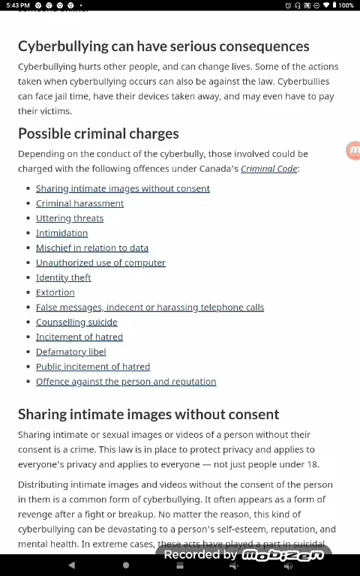 5:43 PM
100%
Cyberbullying can have serious consequences
Cyberbullying hurts other people, and can change lives. Some of the actions
taken when cyberbullying occurs can also be against the law. Cyberbullies
can face jail time, have their devices taken away, and may even have to pay
their victims.
Possible criminal charges
Depending on the conduct of the cyberbully, those involved could be
charged with the following offences under Canada's Criminal Code:
• Sharing intimate images without consent
• Criminal harassment
• Uttering threats
• Intimidation
• Mischief in relation to data
• Unauthorized use of computer
• Identity theft
• Extortion
• False messages, indecent or harassing telephone calls
• Counselling suicide
• Incitement of hatred
• Defamatory libel
• Public incitement of hatred
• Offence against the person and reputation
Sharing intimate images without consent
Sharing intimate or sexual images or videos of a person without their
consent is a crime. This law is in place to protect privacy and applies to
everyone's privacy and applies to everyone — not just people under 18.
Distributing intimate images and videos without the consent of the person
in them is a common form of cyberbullying. It often appears as a form of
revenge after a fight or breakup. No matter the reason, this kind of
cyberbullying can be devastating to a person's self-esteem, reputation, and
mental health. In extreme cases, these acts have played a part in suicidal
Recorded by mobizen